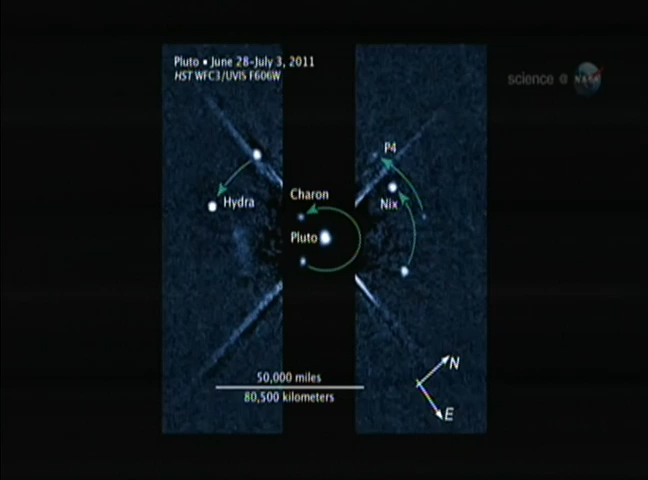 Pluto • June 28–July 3, 2011
HST WFC3/UVIS F606W
science @ NASA
P4
Charon
Hydra
Nix
Pluto
50,000 miles
80,500 kilometers
N
E